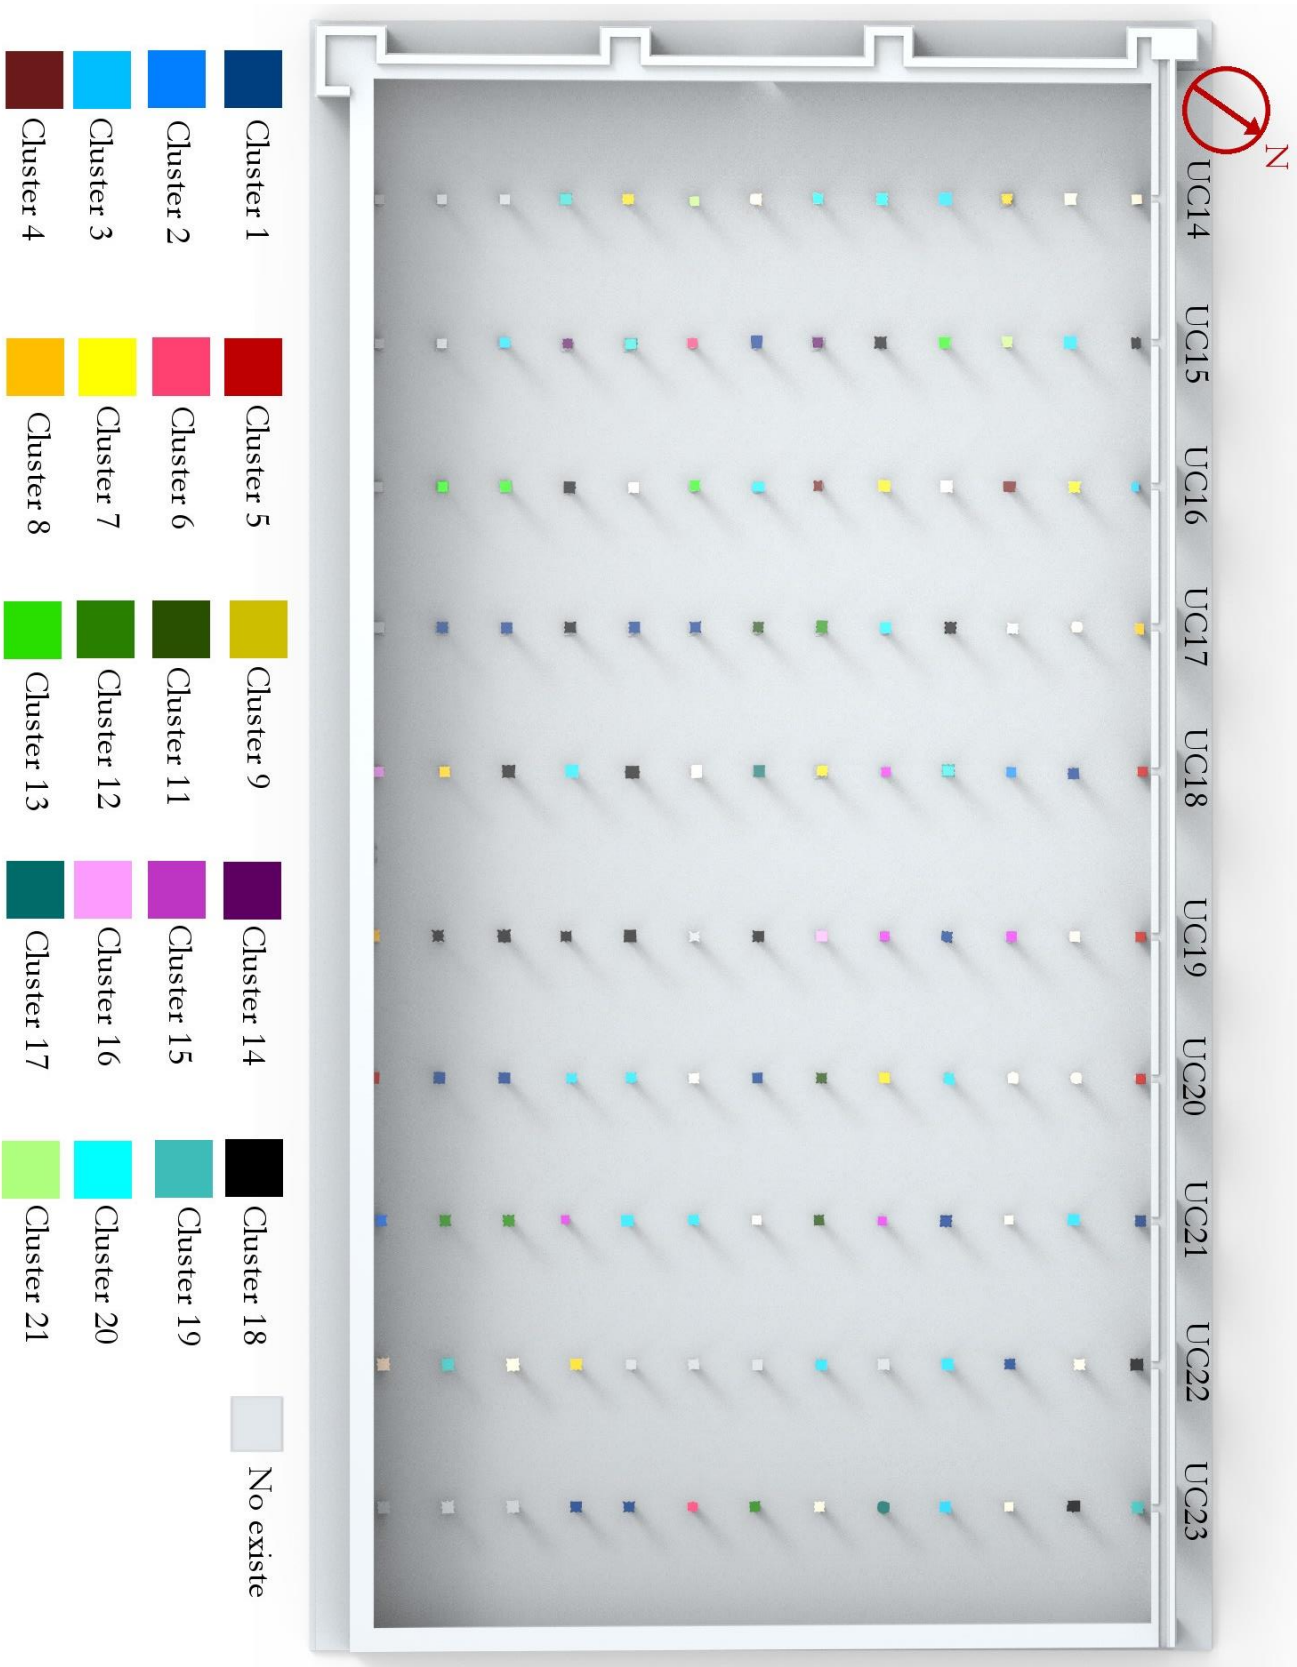 N
UC14
UC15
UC16
UC17
UC18
UC19
UC20
UC21
UC22
UC23
Cluster 1
Cluster 2
Cluster 3
Cluster 4
Cluster 5
Cluster 6
Cluster 7
Cluster 8
Cluster 9
Cluster 11
Cluster 12
Cluster 13
Cluster 14
Cluster 15
Cluster 16
Cluster 17
Cluster 18
Cluster 19
Cluster 20
Cluster 21
No existe